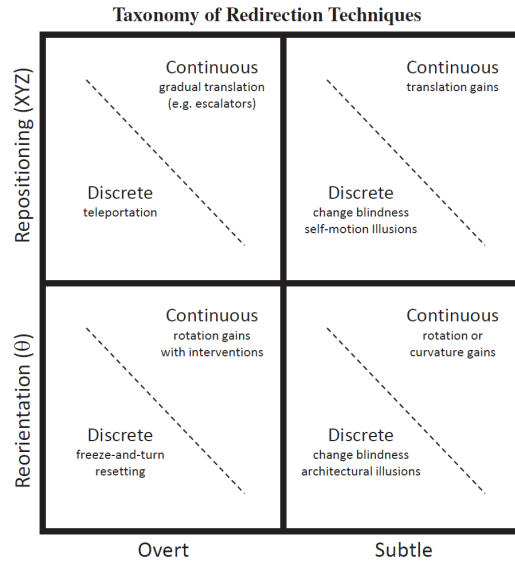 Taxonomy of Redirection Techniques
Repositioning (XYZ)
Continuous
gradual translation
(e.g. escalators)
Discrete
teleportation
Continuous
translation gains
Discrete
change blindness
self-motion Illusions
Reorientation (θ)
Continuous
rotation gains
with interventions
Discrete
freeze-and-turn
resetting
Continuous
rotation or
curvature gains
Discrete
change blindness
architectural illusions
Overt
Subtle